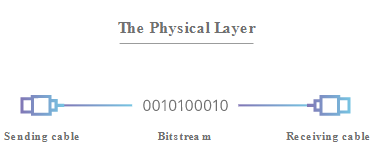 The Physical Layer
0010100010
Sending cable Bitstream Receiving cable